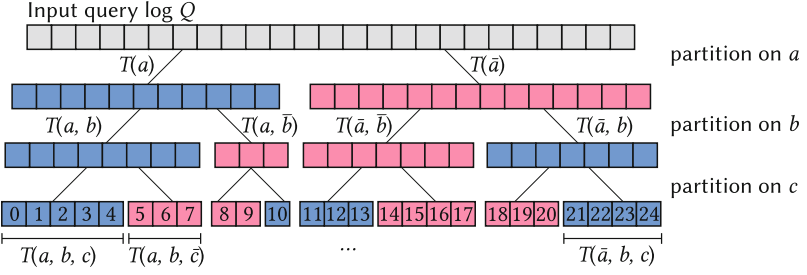 Input query log Q
T(a) T(ā) partition on a
T(a, b) T(a, b̄) T(ā, b̄) T(ā, b) partition on b
partition on c
0 1 2 3 4 5 6 7 8 9 10 11 12 13 14 15 16 17 18 19 20 21 22 23 24
T(a, b, c) T(a, b, c̄) ... T(ā, b, c)